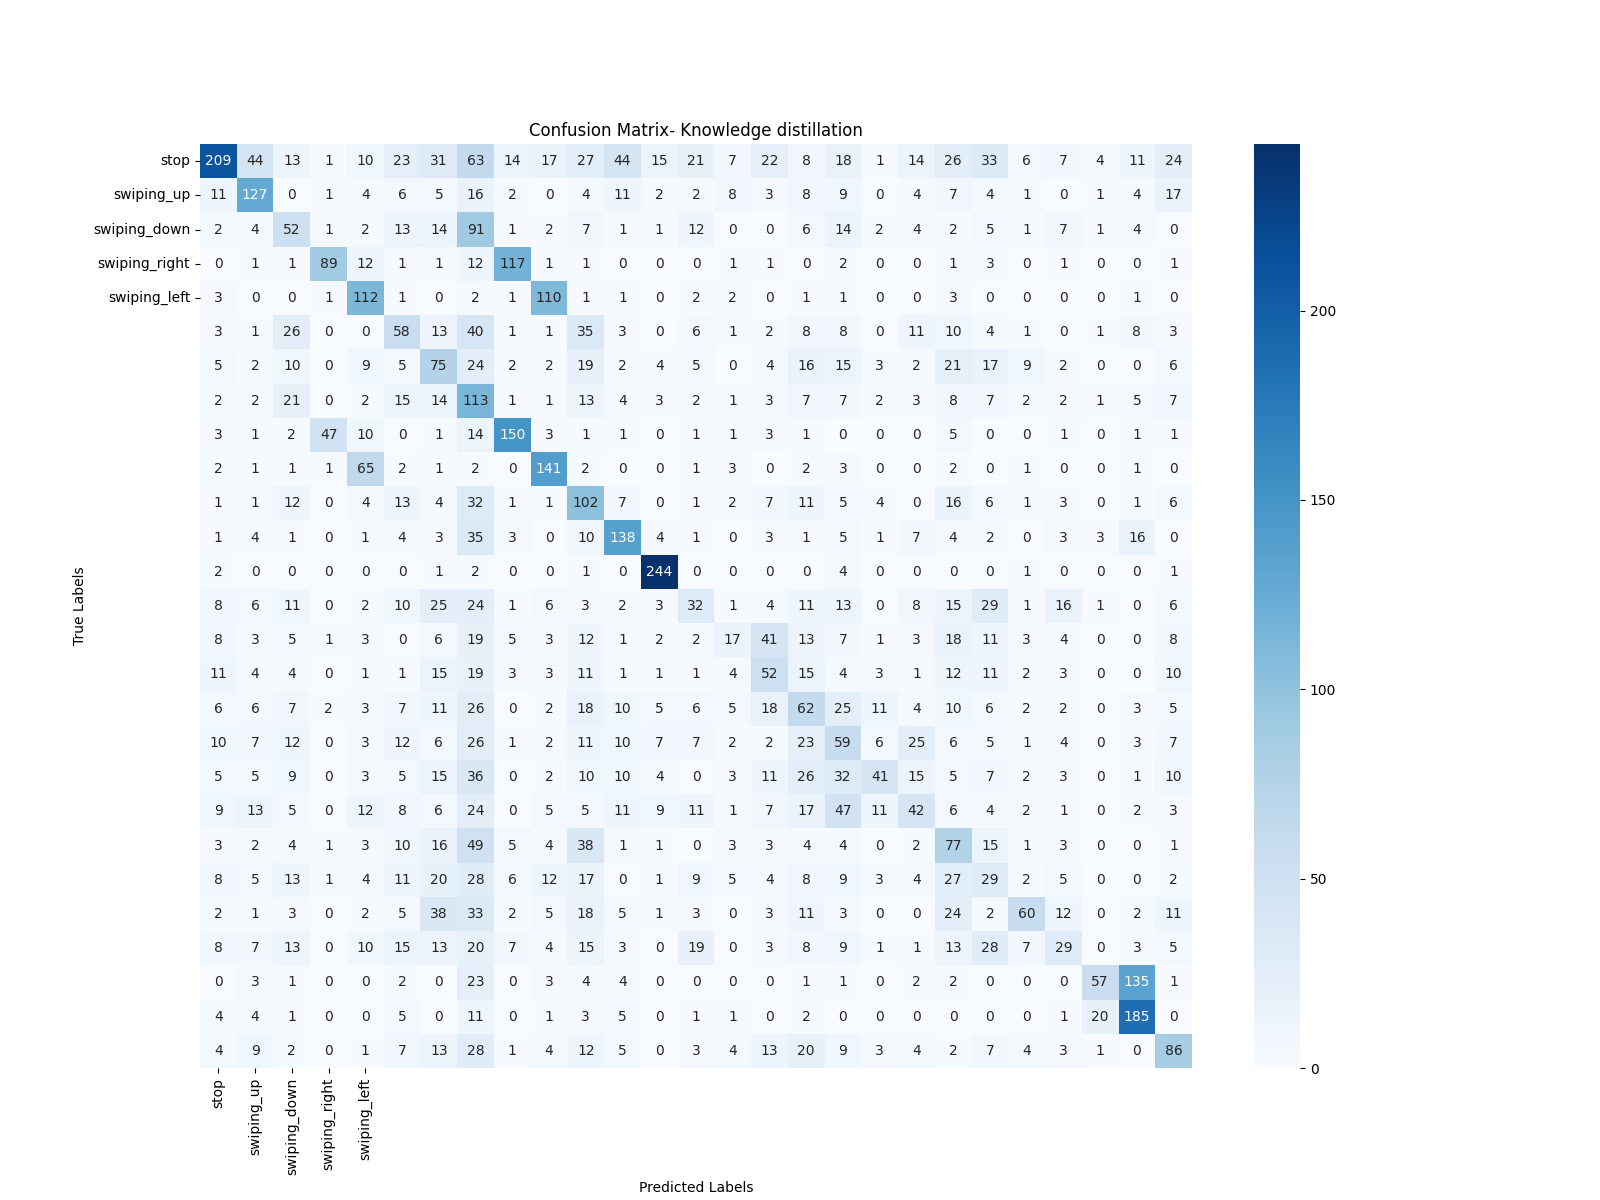 Confusion Matrix- Knowledge distillation
stop 209 44 13 1 10 23 31 63 14 17 27 44 15 21 7 22 8 18 1 14 26 33 6 7 4 11 24
swiping_up 11 127 0 1 4 6 5 16 2 0 4 11 2 2 8 3 8 9 0 4 7 4 1 0 1 4 17
swiping_down 2 4 52 1 2 13 14 91 1 2 7 1 1 12 0 0 6 14 2 4 2 5 1 7 1 4 0
swiping_right 0 1 1 89 12 1 1 12 117 1 1 0 0 0 1 1 0 2 0 0 1 3 0 1 0 0 1
swiping_left 3 0 0 1 112 1 0 2 1 110 1 1 0 2 2 0 1 1 0 0 3 0 0 0 0 1 0
3 1 26 0 0 58 13 40 1 1 35 3 0 6 1 2 8 8 0 11 10 4 1 0 1 8 3
5 2 10 0 9 5 75 24 2 2 19 2 4 5 0 4 16 15 3 2 21 17 9 2 0 0 6
2 2 21 0 2 15 14 113 1 1 13 4 3 2 1 3 7 7 2 3 8 7 2 2 1 5 7
3 1 2 47 10 0 1 14 150 3 1 1 0 1 1 3 1 0 0 0 5 0 0 1 0 1 1
2 1 1 1 65 2 1 2 0 141 2 0 0 1 3 0 2 3 0 0 2 0 1 0 0 1 0
1 1 12 0 4 13 4 32 1 1 102 7 0 1 2 7 11 5 4 0 16 6 1 3 0 1 6
1 4 1 0 1 4 3 35 3 0 10 138 4 1 0 3 1 5 1 7 4 2 0 3 3 16 0
2 0 0 0 0 0 1 2 0 0 1 0 244 0 0 0 0 4 0 0 0 0 1 0 0 0 1
8 6 11 0 2 10 25 24 1 6 3 2 3 32 1 4 11 13 0 8 15 29 1 16 1 0 6
8 3 5 1 3 0 6 19 5 3 12 1 2 2 17 41 13 7 1 3 18 11 3 4 0 0 8
11 4 4 0 1 1 15 19 3 3 11 1 1 1 4 52 15 4 3 1 12 11 2 3 0 0 10
6 6 7 2 3 7 11 26 0 2 18 10 5 6 5 18 62 25 11 4 10 6 2 2 0 3 5
10 7 12 0 3 12 6 26 1 2 11 10 7 7 2 2 23 59 6 25 6 5 1 4 0 3 7
5 5 9 0 3 5 15 36 0 2 10 10 4 0 3 11 26 32 41 15 5 7 2 3 0 1 10
9 13 5 0 12 8 6 24 0 5 5 11 9 11 1 7 17 47 11 42 6 4 2 1 0 2 3
3 2 4 1 3 10 16 49 5 4 38 1 1 0 3 3 4 4 0 2 77 15 1 3 0 0 1
8 5 13 1 4 11 20 28 6 12 17 0 1 9 5 4 8 9 3 4 27 29 2 5 0 0 2
2 1 3 0 2 5 38 33 2 5 18 5 1 3 0 3 11 3 0 0 24 2 60 12 0 2 11
8 7 13 0 10 15 13 20 7 4 15 3 0 19 0 3 8 9 1 1 13 28 7 29 0 3 5
0 3 1 0 0 2 0 23 0 3 4 4 0 0 0 0 1 1 0 2 2 0 0 0 57 135 1
4 4 1 0 0 5 0 11 0 1 3 5 0 1 1 0 2 0 0 0 0 0 0 1 20 185 0
4 9 2 0 1 7 13 28 1 4 12 5 0 3 4 13 20 9 3 4 2 7 4 3 1 0 86
True Labels
stop
swiping_up
swiping_down
swiping_right
swiping_left
Predicted Labels
200
150
100
50
0